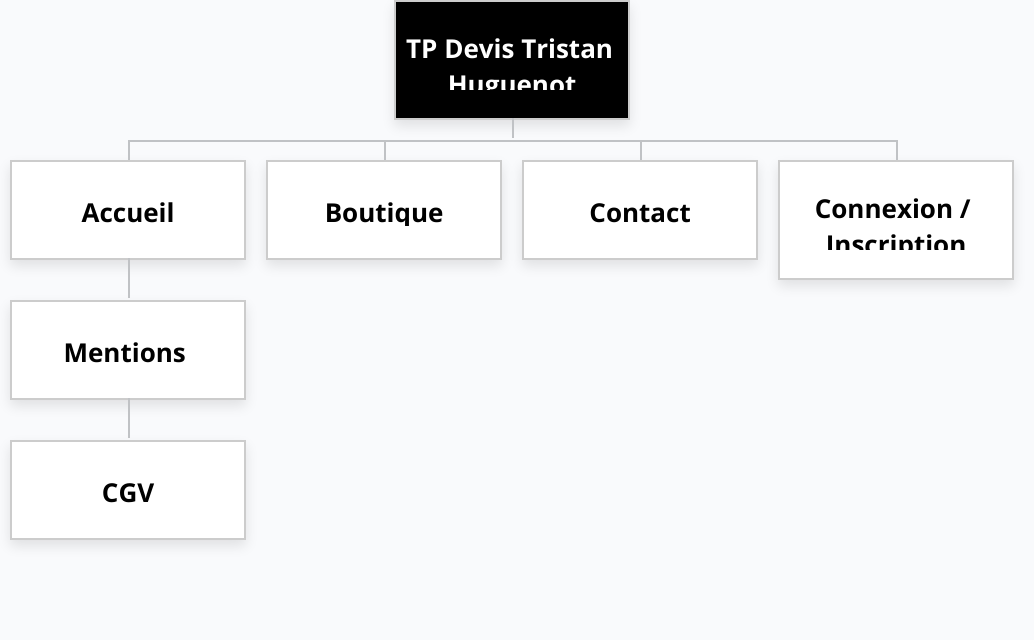 TP Devis Tristan
Huguenot
Accueil
Boutique
Contact
Connexion /
Inscription
Mentions
CGV